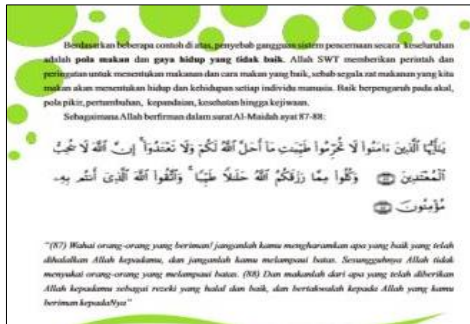 Berdasarkan beberapa contoh di atas, penyebab gangguan sistem pencernaan secara keseluruhan
adalah pola makan dan gaya hidup yang tidak baik. Allah SWT memberikan perintah dan
peringatan untuk menentukan makanan dan cara makan yang baik, sebab segala zat makanan yang kita
makan akan menentukan hidup dan kehidupan setiap individu manusia. Baik berpengaruh pada akal,
pola pikir, pertumbuhan, kepandaian, kesehatan hingga kejiwaan.
Sebagaimana Allah berfirman dalam surat Al-Maidah ayat 87-88:
يَٰٓأَيُّهَا ٱلَّذِينَ ءَامَنُوا۟ لَا تُحَرِّمُوا۟ طَيِّبَٰتِ مَآ أَحَلَّ ٱللَّهُ لَكُمْ وَلَا تَعْتَدُوٓا۟ ۚ إِنَّ ٱللَّهَ لَا يُحِبُّ
ٱلْمُعْتَدِينَ وَكُلُوا۟ مِمَّا رَزَقَكُمُ ٱللَّهُ حَلَٰلًا طَيِّبًا ۚ وَٱتَّقُوا۟ ٱللَّهَ ٱلَّذِىٓ أَنتُم بِهِۦ
مُؤْمِنُونَ
"(87) Wahai orang-orang yang beriman! janganlah kamu mengharamkan apa yang baik yang telah
dihalalkan Allah kepadamu, dan janganlah kamu melampaui batas. Sesungguhnya Allah tidak
menyukai orang-orang yang melampaui batas. (88) Dan makanlah dari apa yang telah diberikan
Allah kepadamu sebagai rezeki yang halal dan baik, dan bertakwalah kepada Allah yang kamu
beriman kepadaNya"